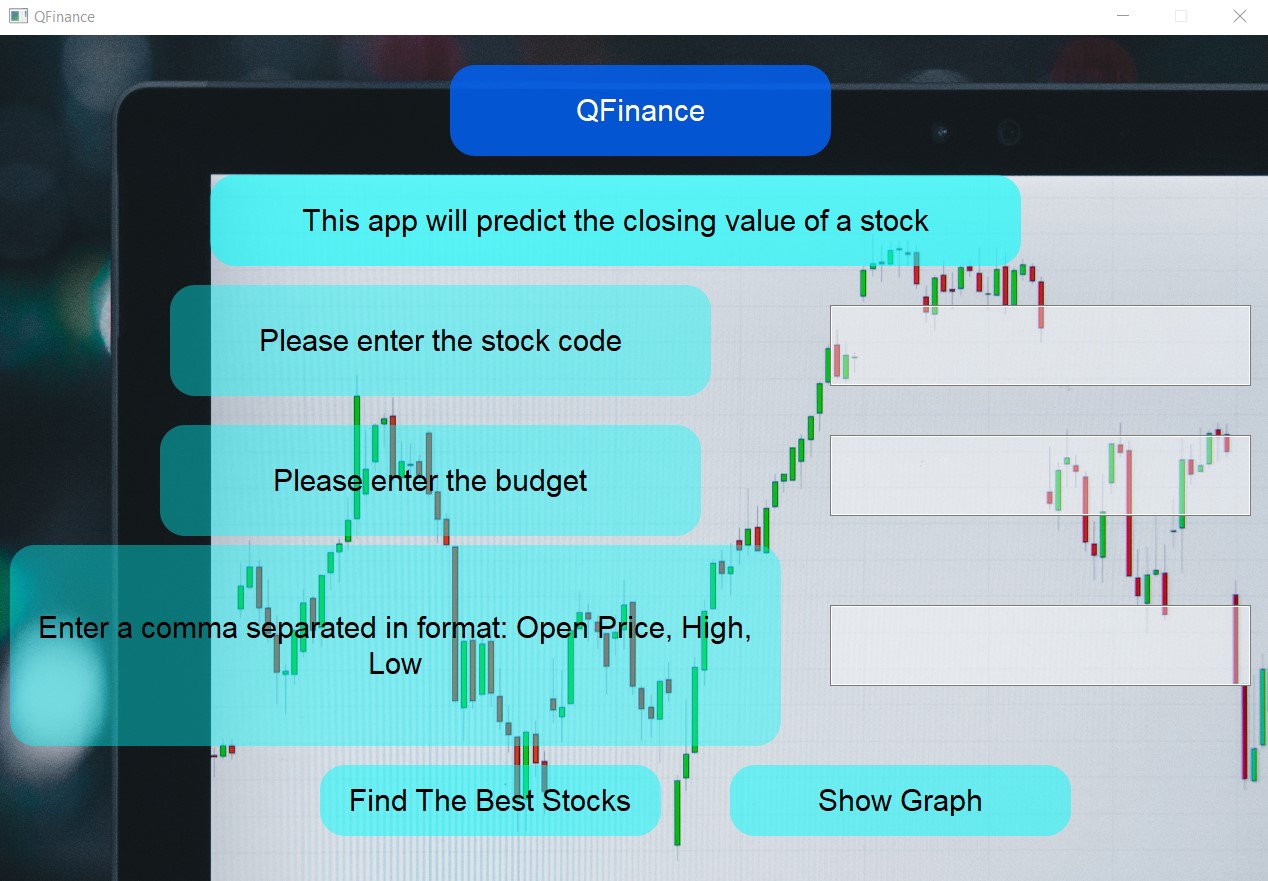 QFinance
QFinance
This app will predict the closing value of a stock
Please enter the stock code
Please enter the budget
Enter a comma separated in format: Open Price, High,
Low
Find The Best Stocks
Show Graph